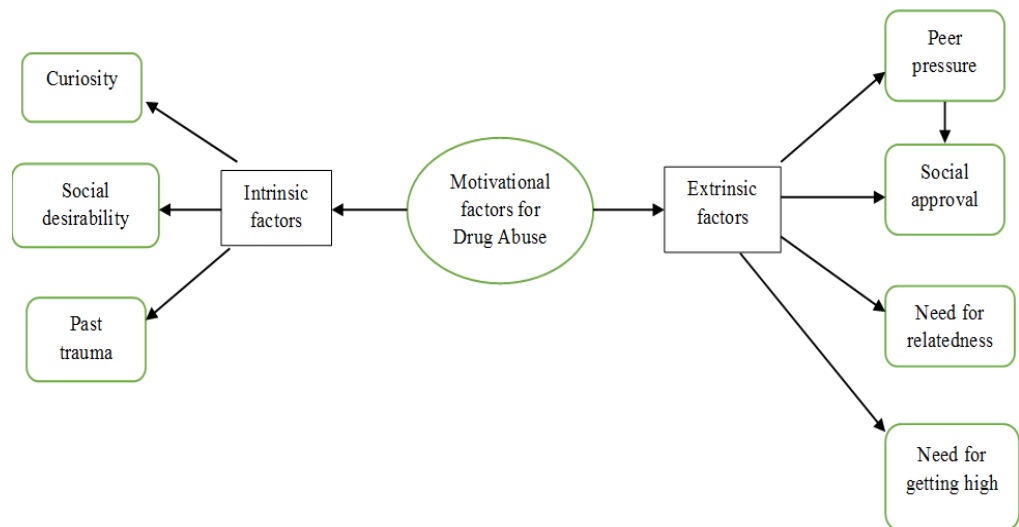 Curiosity
Social
desirability
Past
trauma
Intrinsic
factors
Motivational
factors for
Drug Abuse
Extrinsic
factors
Peer
pressure
Social
approval
Need for
relatedness
Need for
getting high